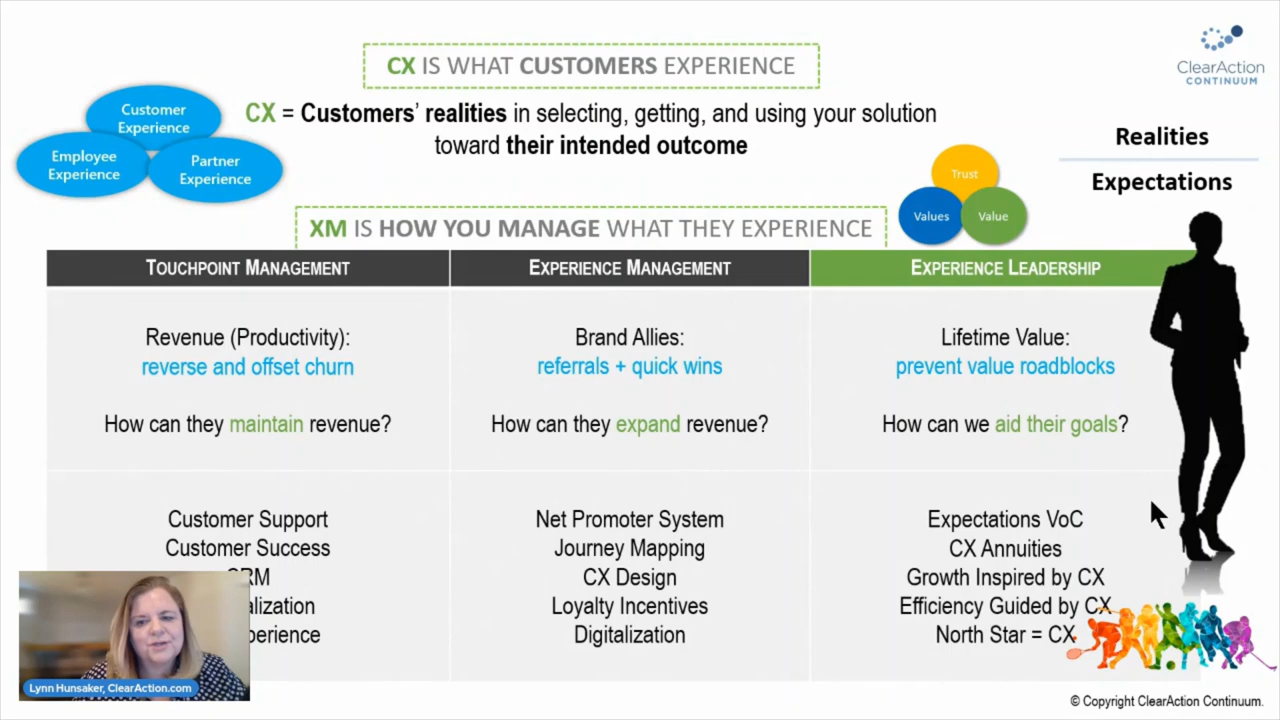 CX IS WHAT CUSTOMERS EXPERIENCE
ClearAction
CONTINUUM
Customer
Experience
Employee
Experience
Partner
Experience
CX = Customers' realities in selecting, getting, and using your solution
toward their intended outcome
Realities
Expectations
Trust
Values
Value
XM IS HOW YOU MANAGE WHAT THEY EXPERIENCE
TOUCHPOINT MANAGEMENT
EXPERIENCE MANAGEMENT
EXPERIENCE LEADERSHIP
Revenue (Productivity):
reverse and offset churn
How can they maintain revenue?
Brand Allies:
referrals + quick wins
How can they expand revenue?
Lifetime Value:
prevent value roadblocks
How can we aid their goals?
Customer Support
Customer Success
Net Promoter System
Journey Mapping
CX Design
Loyalty Incentives
Digitalization
Expectations VoC
CX Annuities
Growth Inspired by CX
Efficiency Guided by CX
North Star = CX
Lynn Hunsaker, ClearAction.com
© Copyright ClearAction Continuum.